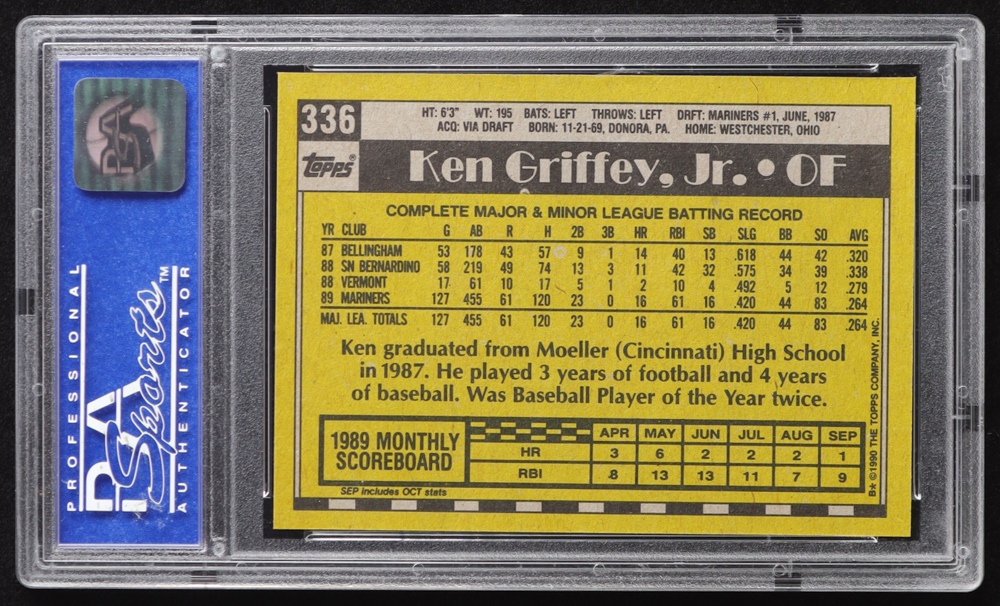 PSA
PROFESSIONAL
PSA Sports™
AUTHENTICATOR
336
HT: 6'3" WT: 195 BATS: LEFT THROWS: LEFT DRFT: MARINERS #1, JUNE, 1987
ACQ: VIA DRAFT BORN: 11-21-69, DONORA, PA. HOME: WESTCHESTER, OHIO
TOPPS® Ken Griffey, Jr. • OF
COMPLETE MAJOR & MINOR LEAGUE BATTING RECORD
YR CLUB G AB R H 2B 3B HR RBI SB SLG BB SO AVG
87 BELLINGHAM 53 178 43 57 9 1 14 40 13 .618 44 42 .320
88 SN BERNARDINO 58 219 49 74 13 3 11 42 32 .575 34 39 .338
88 VERMONT 17 61 10 17 5 1 2 10 4 .492 5 12 .279
89 MARINERS 127 455 61 120 23 0 16 61 16 .420 44 83 .264
MAJ. LEA. TOTALS 127 455 61 120 23 0 16 61 16 .420 44 83 .264
Ken graduated from Moeller (Cincinnati) High School
in 1987. He played 3 years of football and 4 years
of baseball. Was Baseball Player of the Year twice.
1989 MONTHLY
SCOREBOARD
APR MAY JUN JUL AUG SEP
HR 3 6 2 2 2 1
RBI 8 13 13 11 7 9
SEP includes OCT stats
B* ©1990 THE TOPPS COMPANY, INC.